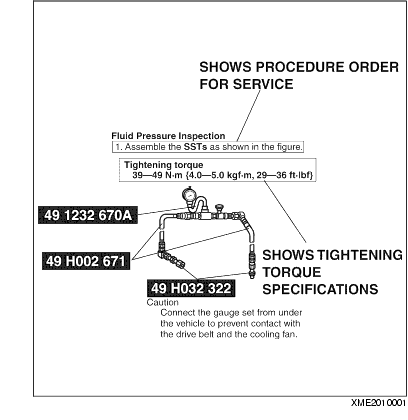 SHOWS PROCEDURE ORDER
FOR SERVICE
Fluid Pressure Inspection
1. Assemble the SSTs as shown in the figure.
Tightening torque
39—49 N·m {4.0—5.0 kgf·m, 29—36 ft·lbf}
49 1232 670A
49 H002 671
SHOWS TIGHTENING
TORQUE
SPECIFICATIONS
49 H032 322
Caution
Connect the gauge set from under
the vehicle to prevent contact with
the drive belt and the cooling fan.
XME2010001